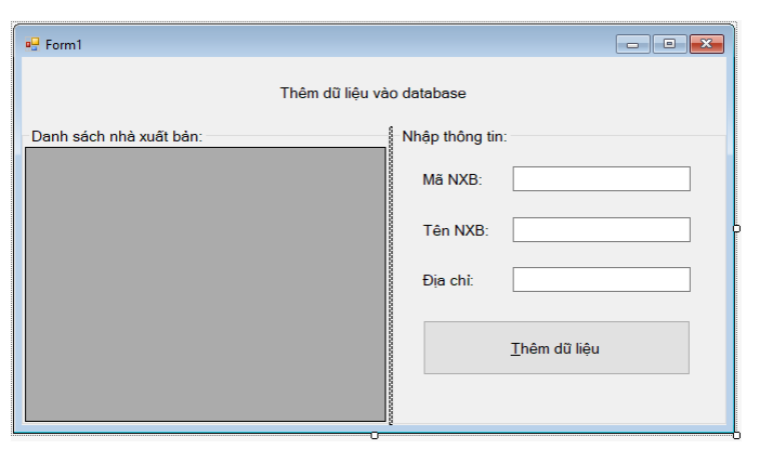 Form1
Thêm dữ liệu vào database
Danh sách nhà xuất bản:
Nhập thông tin:
Mã NXB:
Tên NXB:
Địa chỉ:
Thêm dữ liệu